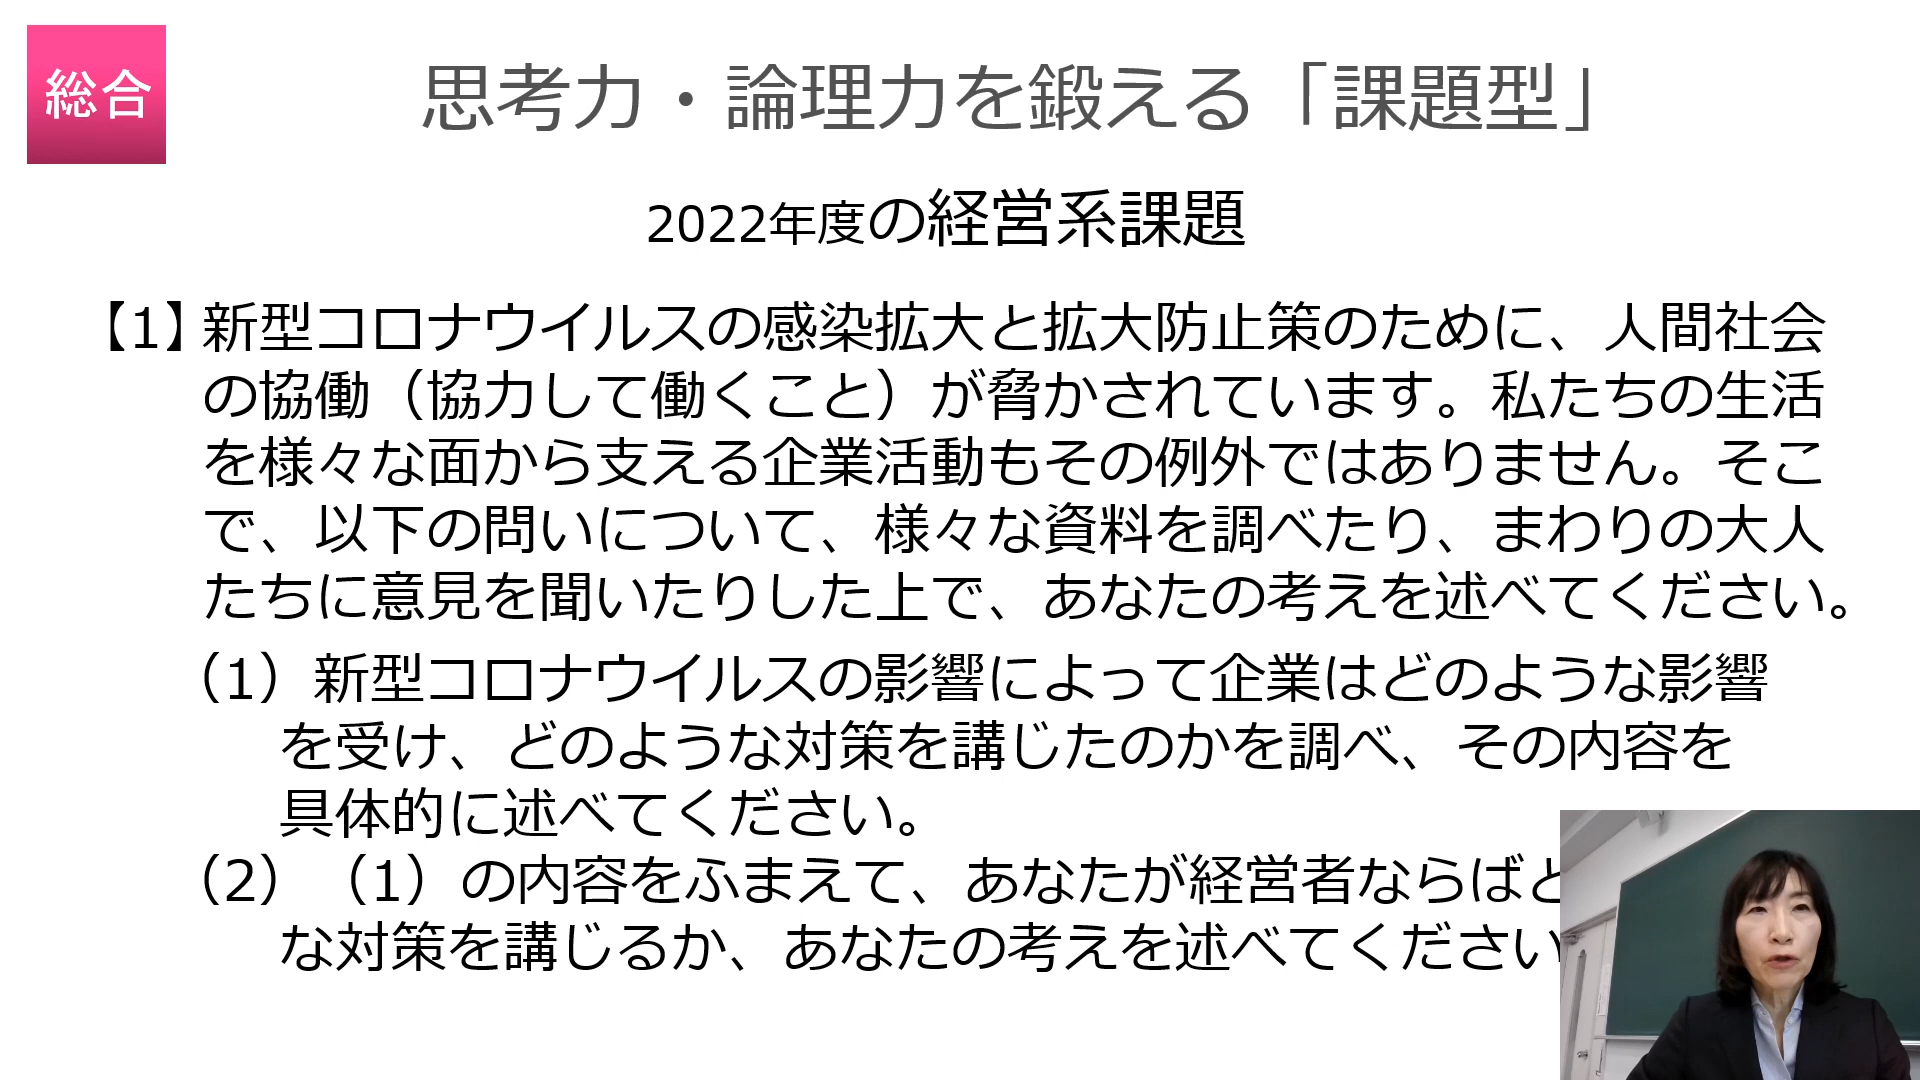 総合
思考力・論理力を鍛える「課題型」
2022年度の経営系課題
【1】新型コロナウイルスの感染拡大と拡大防止策のために、人間社会
の協働（協力して働くこと）が脅かされています。私たちの生活
を様々な面から支える企業活動もその例外ではありません。そこ
で、以下の問いについて、様々な資料を調べたり、まわりの大人
たちに意見を聞いたりした上で、あなたの考えを述べてください。
（1）新型コロナウイルスの影響によって企業はどのような影響
を受け、どのような対策を講じたのかを調べ、その内容を
具体的に述べてください。
（2）（1）の内容をふまえて、あなたが経営者ならばど
な対策を講じるか、あなたの考えを述べてください